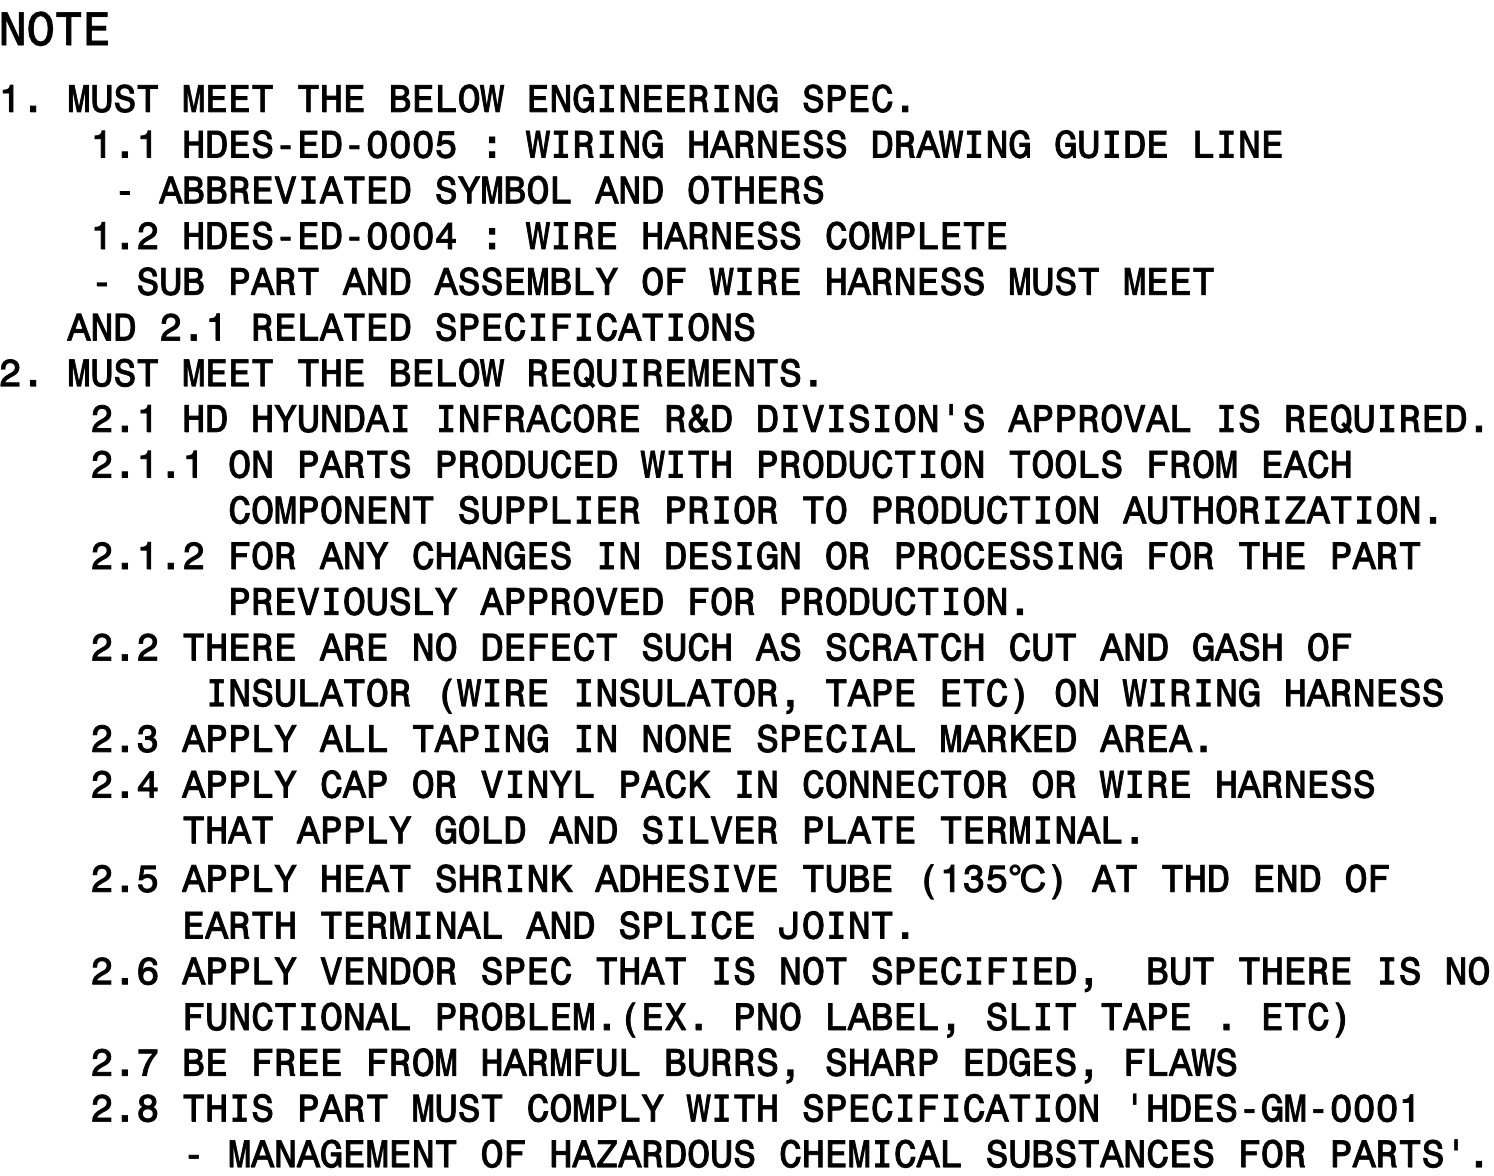 NOTE
1. MUST MEET THE BELOW ENGINEERING SPEC.
1.1 HDES-ED-0005 : WIRING HARNESS DRAWING GUIDE LINE
- ABBREVIATED SYMBOL AND OTHERS
1.2 HDES-ED-0004 : WIRE HARNESS COMPLETE
- SUB PART AND ASSEMBLY OF WIRE HARNESS MUST MEET
AND 2.1 RELATED SPECIFICATIONS
2. MUST MEET THE BELOW REQUIREMENTS.
2.1 HD HYUNDAI INFRACORE R&D DIVISION'S APPROVAL IS REQUIRED.
2.1.1 ON PARTS PRODUCED WITH PRODUCTION TOOLS FROM EACH
COMPONENT SUPPLIER PRIOR TO PRODUCTION AUTHORIZATION.
2.1.2 FOR ANY CHANGES IN DESIGN OR PROCESSING FOR THE PART
PREVIOUSLY APPROVED FOR PRODUCTION.
2.2 THERE ARE NO DEFECT SUCH AS SCRATCH CUT AND GASH OF
INSULATOR (WIRE INSULATOR, TAPE ETC) ON WIRING HARNESS
2.3 APPLY ALL TAPING IN NONE SPECIAL MARKED AREA.
2.4 APPLY CAP OR VINYL PACK IN CONNECTOR OR WIRE HARNESS
THAT APPLY GOLD AND SILVER PLATE TERMINAL.
2.5 APPLY HEAT SHRINK ADHESIVE TUBE (135℃) AT THD END OF
EARTH TERMINAL AND SPLICE JOINT.
2.6 APPLY VENDOR SPEC THAT IS NOT SPECIFIED, BUT THERE IS NO
FUNCTIONAL PROBLEM.(EX. PNO LABEL, SLIT TAPE . ETC)
2.7 BE FREE FROM HARMFUL BURRS, SHARP EDGES, FLAWS
2.8 THIS PART MUST COMPLY WITH SPECIFICATION 'HDES-GM-0001
- MANAGEMENT OF HAZARDOUS CHEMICAL SUBSTANCES FOR PARTS'.